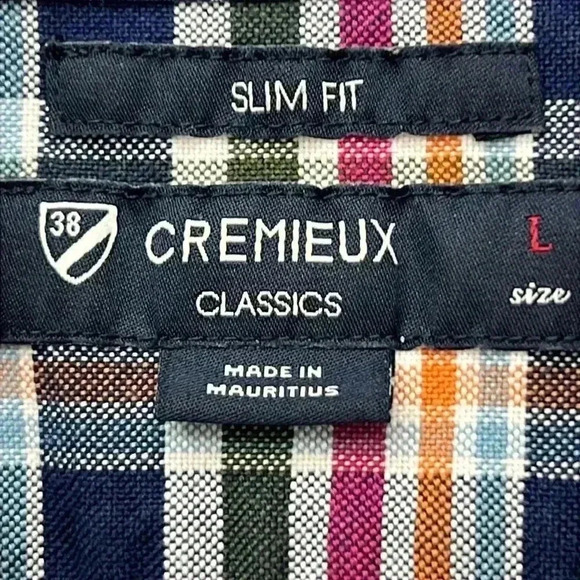 SLIM FIT
38
CREMIEUX
CLASSICS
L
size
MADE IN
MAURITIUS